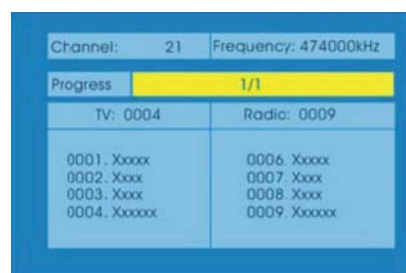 Channel: 21 Frequency: 474000kHz
Progress 1/1
TV: 0004 Radio: 0009
0001. Xxxxx 0006 Xxxxx
0002. Xxxx 0007 Xxxx
0003. Xxxx 0008 Xxxx
0004. Xxxxxx 0009 Xxxxxx